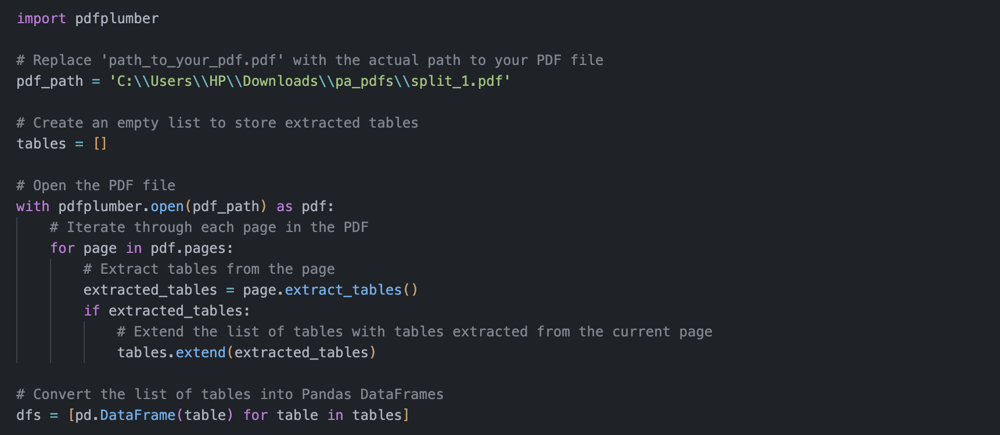 import pdfplumber
# Replace 'path_to_your_pdf.pdf' with the actual path to your PDF file
pdf_path = 'C:\\Users\\HP\\Downloads\\pa_pdfs\\split_1.pdf'
# Create an empty list to store extracted tables
tables = []
# Open the PDF file
with pdfplumber.open(pdf_path) as pdf:
    # Iterate through each page in the PDF
    for page in pdf.pages:
        # Extract tables from the page
        extracted_tables = page.extract_tables()
        if extracted_tables:
            # Extend the list of tables with tables extracted from the current page
            tables.extend(extracted_tables)
# Convert the list of tables into Pandas DataFrames
dfs = [pd.DataFrame(table) for table in tables]